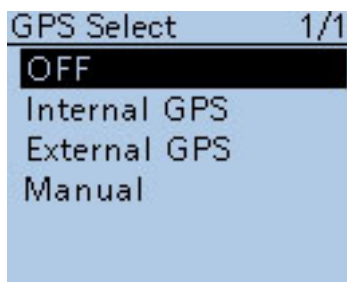 GPS Select 1/1
OFF
Internal GPS
External GPS
Manual